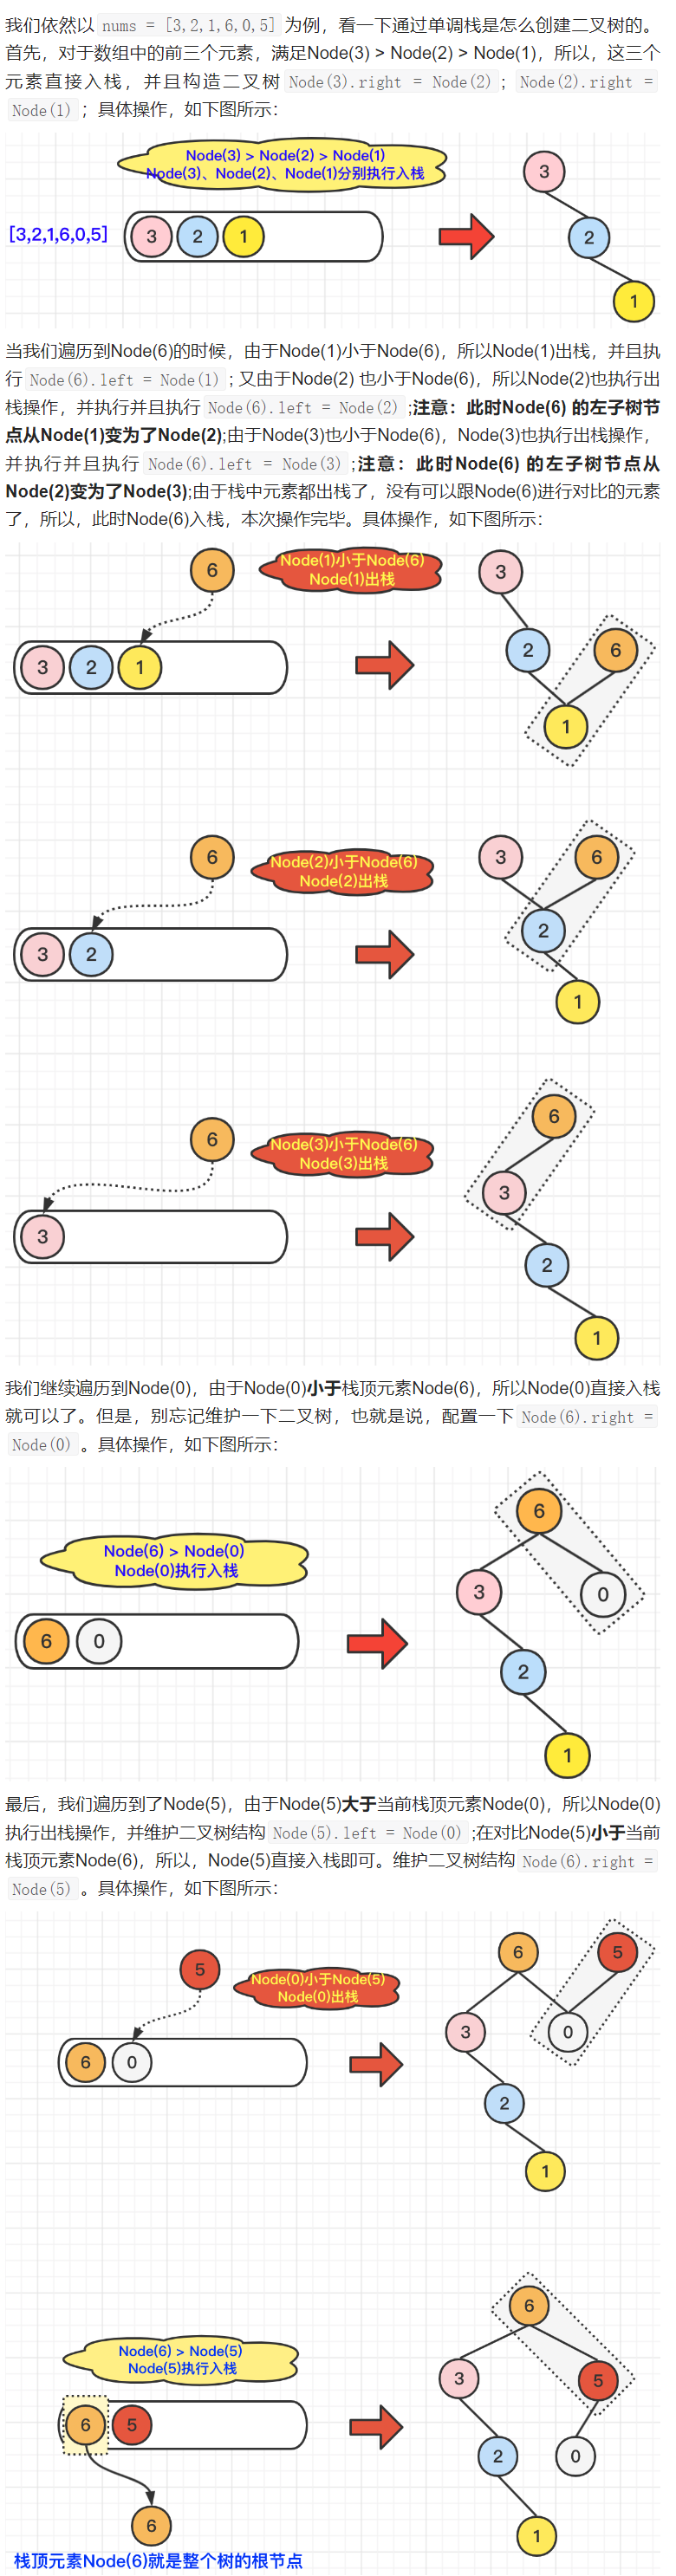 我们依然以 nums = [3,2,1,6,0,5] 为例，看一下通过单调栈是怎么创建二叉树的。
首先，对于数组中的前三个元素，满足Node(3) > Node(2) > Node(1)，所以，这三个
元素直接入栈，并且构造二叉树 Node(3).right = Node(2) ；Node(2).right =
Node(1) ；具体操作，如下图所示：
Node(3) > Node(2) > Node(1)
Node(3)、Node(2)、Node(1)分别执行入栈
3
[3,2,1,6,0,5]
3 2 1
2
1
当我们遍历到Node(6)的时候，由于Node(1)小于Node(6)，所以Node(1)出栈，并且执
行 Node(6).left = Node(1) ; 又由于Node(2) 也小于Node(6)，所以Node(2)也执行出
栈操作，并执行并且执行 Node(6).left = Node(2) ;注意：此时Node(6) 的左子树节
点从Node(1)变为了Node(2);由于Node(3)也小于Node(6)，Node(3)也执行出栈操作，
并执行并且执行 Node(6).left = Node(3) ;注意：此时Node(6) 的左子树节点从
Node(2)变为了Node(3);由于栈中元素都出栈了，没有可以跟Node(6)进行对比的元素
了，所以，此时Node(6)入栈，本次操作完毕。具体操作，如下图所示：
6
Node(1)小于Node(6)
Node(1)出栈
3
3 2 1
2
6
1
6
Node(2)小于Node(6)
Node(2)出栈
3
6
3 2
2
1
6
Node(3)小于Node(6)
Node(3)出栈
6
3
3
2
1
我们继续遍历到Node(0)，由于Node(0)小于栈顶元素Node(6)，所以Node(0)直接入栈
就可以了。但是，别忘记维护一下二叉树，也就是说，配置一下 Node(6).right =
Node(0) 。具体操作，如下图所示：
Node(6) > Node(0)
Node(0)执行入栈
6
3
0
6 0
2
1
最后，我们遍历到了Node(5)，由于Node(5)大于当前栈顶元素Node(0)，所以Node(0)
执行出栈操作，并维护二叉树结构 Node(5).left = Node(0) ;在对比Node(5)小于当前
栈顶元素Node(6)，所以，Node(5)直接入栈即可。维护二叉树结构 Node(6).right =
Node(5) 。具体操作，如下图所示：
5
Node(0)小于Node(5)
Node(0)出栈
6
5
6 0
3
0
2
1
Node(6) > Node(5)
Node(5)执行入栈
6
3
5
6 5
2
0
6
1
栈顶元素Node(6)就是整个树的根节点